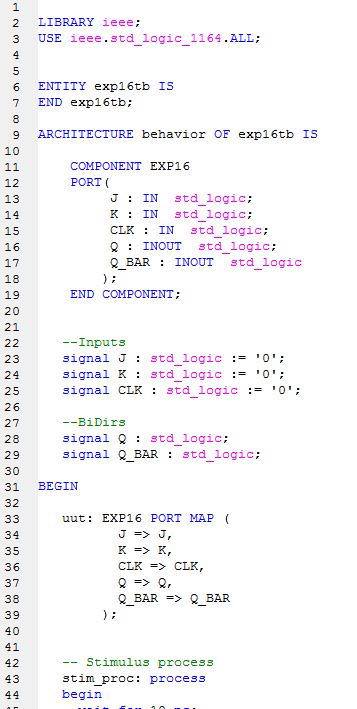 1
2 LIBRARY ieee;
3 USE ieee.std_logic_1164.ALL;
4
5
6 ENTITY exp16tb IS
7 END exp16tb;
8
9 ARCHITECTURE behavior OF exp16tb IS
10
11 COMPONENT EXP16
12 PORT(
13 J : IN std_logic;
14 K : IN std_logic;
15 CLK : IN std_logic;
16 Q : INOUT std_logic;
17 Q_BAR : INOUT std_logic
18 );
19 END COMPONENT;
20
21
22 --Inputs
23 signal J : std_logic := '0';
24 signal K : std_logic := '0';
25 signal CLK : std_logic := '0';
26
27 --BiDirs
28 signal Q : std_logic;
29 signal Q_BAR : std_logic;
30
31 BEGIN
32
33 uut: EXP16 PORT MAP (
34 J => J,
35 K => K,
36 CLK => CLK,
37 Q => Q,
38 Q_BAR => Q_BAR
39 );
40
41
42 -- Stimulus process
43 stim_proc: process
44 begin